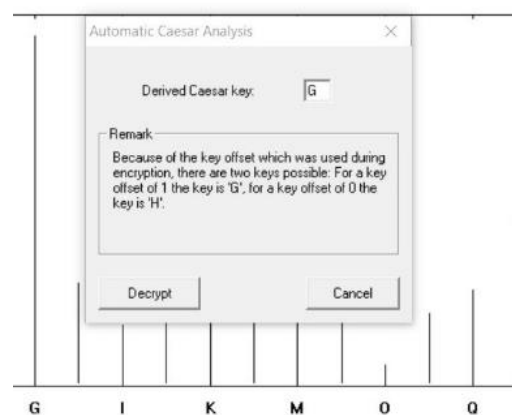 Automatic Caesar Analysis
Derived Caesar key: G
Remark
Because of the key offset which was used during
encryption, there are two keys possible: For a key
offset of 1 the key is 'G', for a key offset of 0 the
key is 'H'.
Decrypt Cancel
G I K M O Q